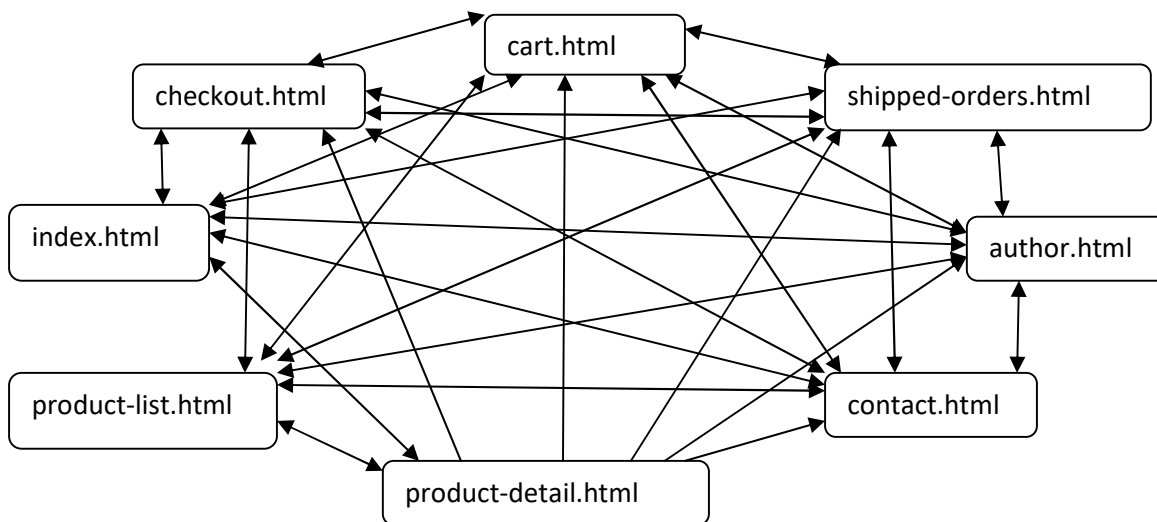 cart.html
checkout.html
shipped-orders.html
index.html
author.html
product-list.html
contact.html
product-detail.html